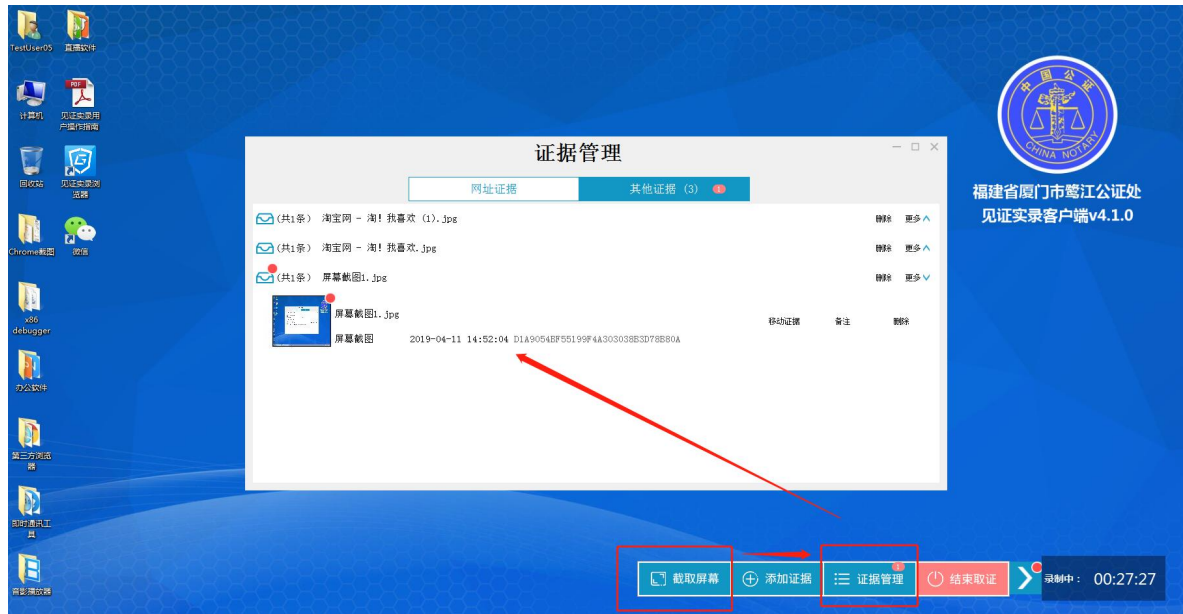 TestUser05
直播软件
计算机
见证实录用
户操作指南
回收站
见证实录浏
览器
Chrome截图
微信
x86
debugger
办公软件
第三方浏览
器
即时通讯工
具
音影播放器
证据管理
网址证据
其他证据 (3)
1
(共1条) 淘宝网 - 淘! 我喜欢 (1).jpg 删除 更多
(共1条) 淘宝网 - 淘! 我喜欢.jpg 删除 更多
(共1条) 屏幕截图1.jpg 删除 更多
屏幕截图1.jpg
移动证据 备注 删除
屏幕截图 2019-04-11 14:52:04
中国公证
CHINA NOTARY
福建省厦门市鹭江公证处
见证实录客户端v4.1.0
截取屏幕
添加证据
证据管理
1
结束取证
录制中: 00:27:27